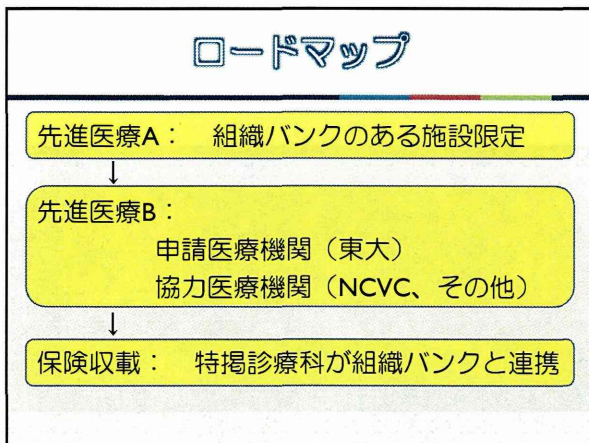 ロードマップ
先進医療A： 組織バンクのある施設限定
↓
先進医療B：
申請医療機関（東大）
協力医療機関（NCVC、その他）
↓
保険収載： 特掲診療科が組織バンクと連携